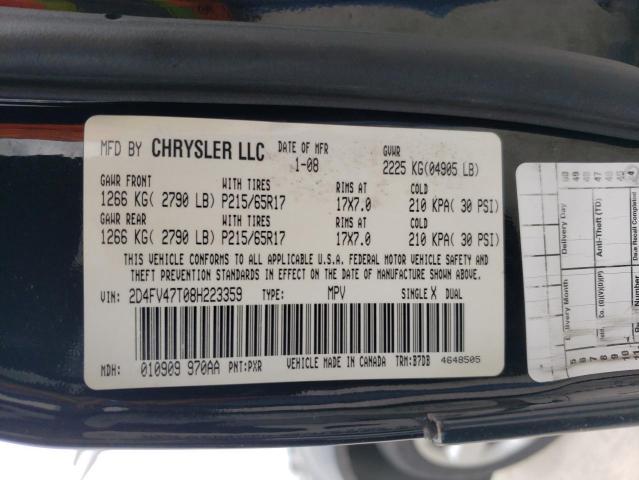 MFD BY CHRYSLER LLC DATE OF MFR GVWR
1-08 2225 KG(04905 LB)
GAWR FRONT WITH TIRES RIMS AT COLD
1266 KG( 2790 LB) P215/65R17 17X7.0 210 KPA( 30 PSI)
GAWR REAR WITH TIRES RIMS AT COLD
1266 KG( 2790 LB) P215/65R17 17X7.0 210 KPA( 30 PSI)
THIS VEHICLE CONFORMS TO ALL APPLICABLE U.S.A. FEDERAL MOTOR VEHICLE SAFETY AND
THEFT PREVENTION STANDARDS IN EFFECT ON THE DATE OF MANUFACTURE SHOWN ABOVE
VIN: 2D4FV47T08H223359 TYPE: MPV SINGLE X DUAL
MDH: 010909 970AA PNT:PXR VEHICLE MADE IN CANADA TRM:B7DB 4648505
Delivery Day
Anti-Theft (TD)
Delivery Month
Co. (G)(V)(D)(P)
Number